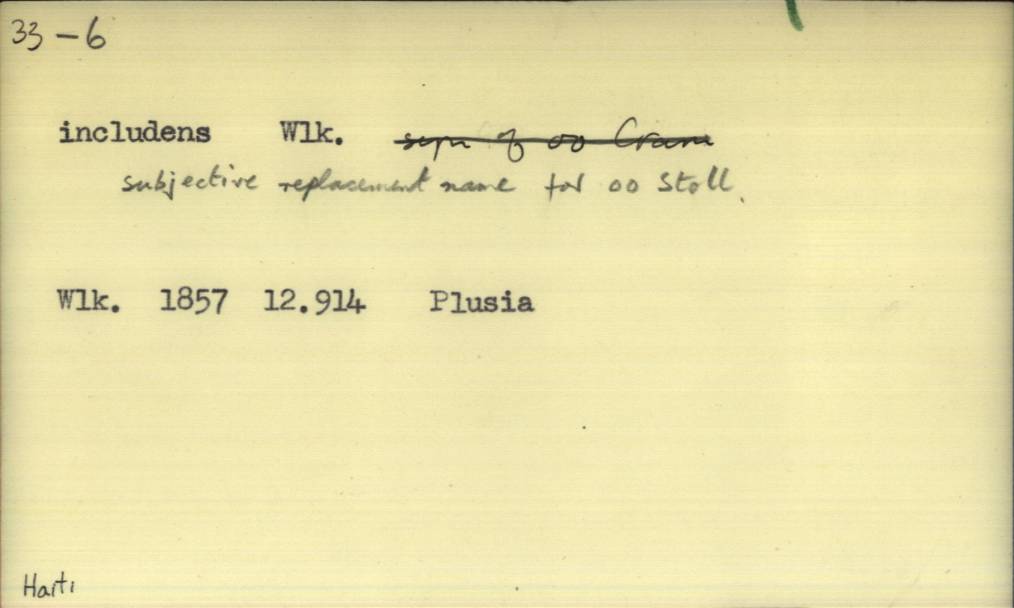 33-6
includens Wlk. syn of oo Cram
subjective replacement name for oo Stoll.
Wlk. 1857 12.914 Plusia
Haiti